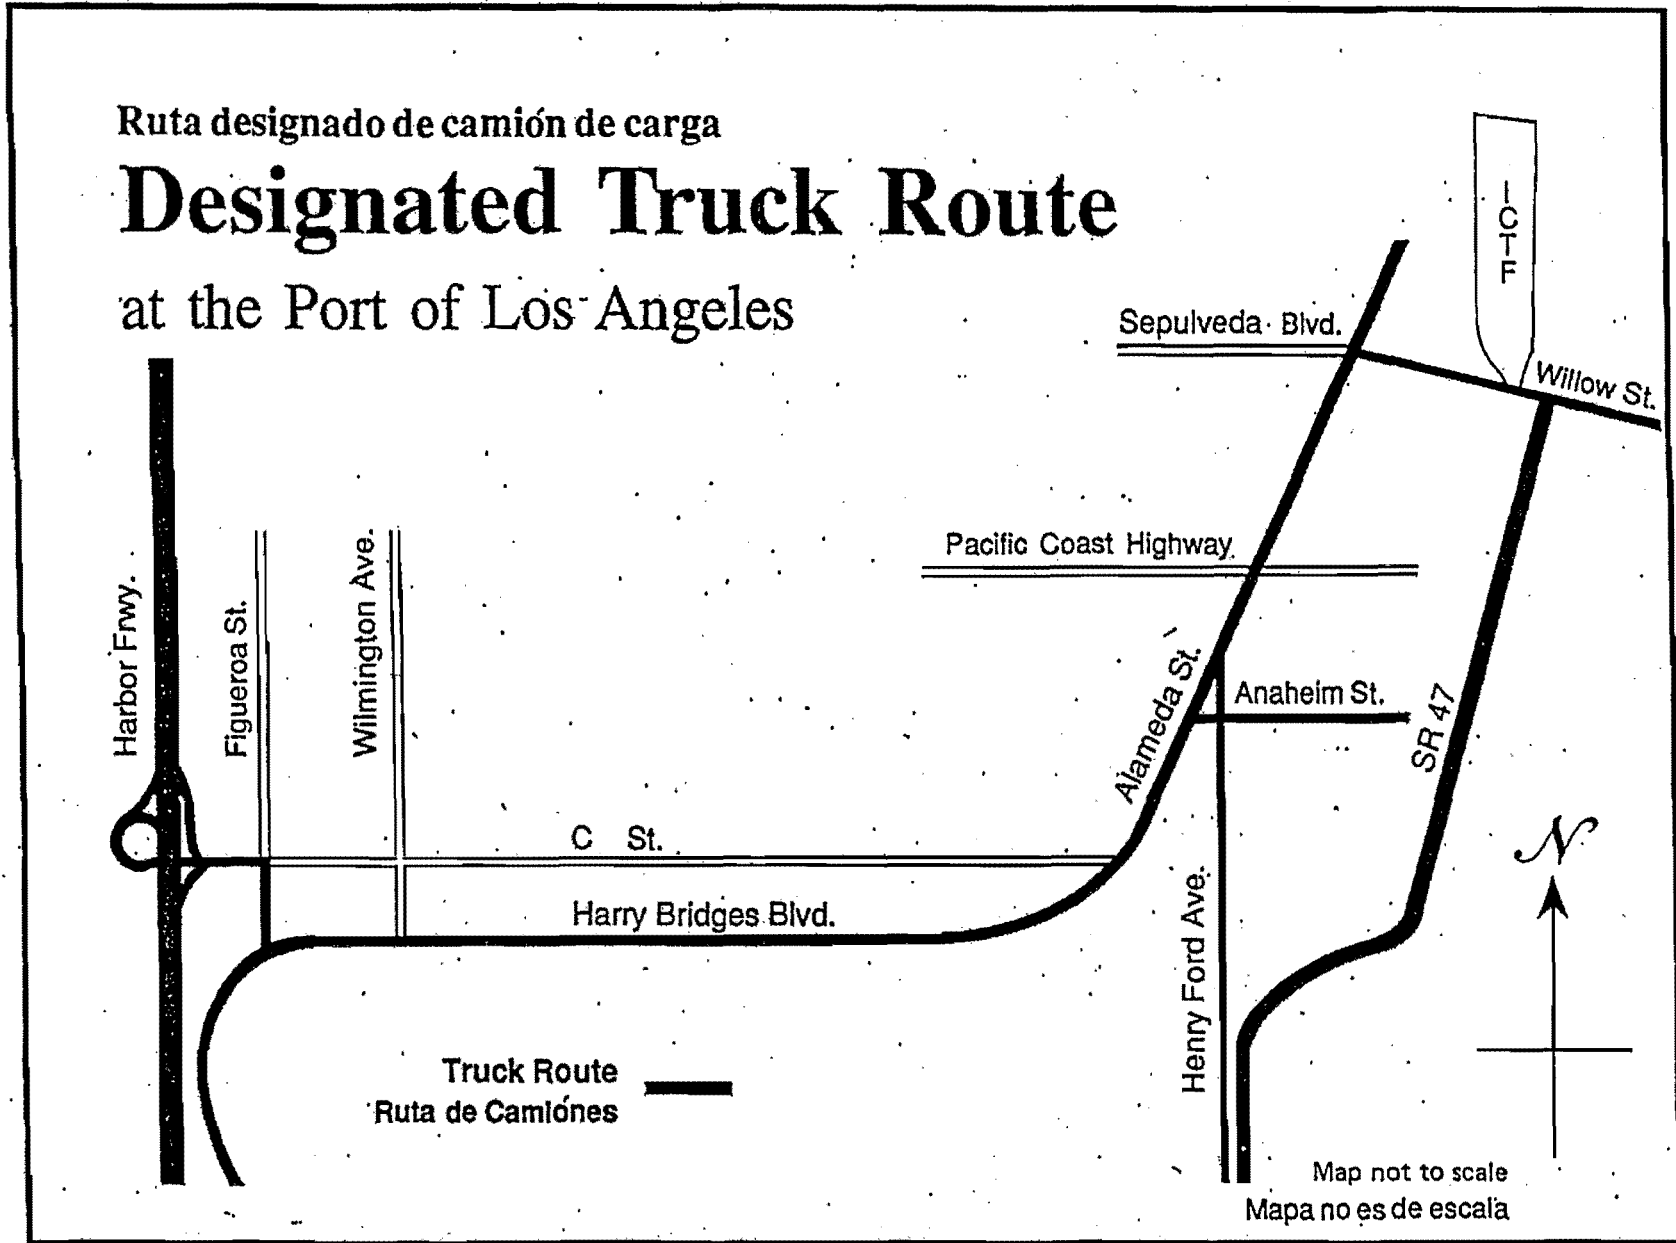 Ruta designado de camión de carga
Designated Truck Route
at the Port of Los Angeles
I
C
T
F
Sepulveda Blvd.
Willow St.
Pacific Coast Highway
Harbor Frwy.
Figueroa St.
Wilmington Ave.
Alameda St.
Anaheim St.
SR 47
C St.
Harry Bridges Blvd.
Henry Ford Ave.
N
Truck Route
Ruta de Camiónes
Map not to scale
Mapa no es de escala